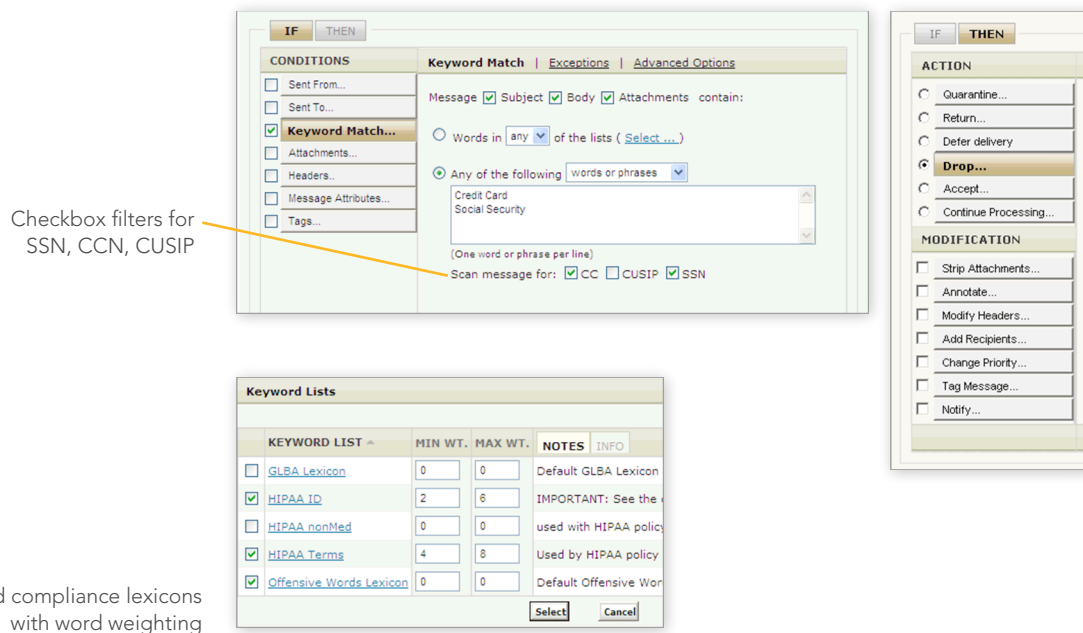 IF THEN
CONDITIONS
Sent From...
Sent To...
Keyword Match...
Attachments...
Headers..
Message Attributes...
Tags...
Keyword Match | Exceptions | Advanced Options
Message Subject Body Attachments contain:
Words in any of the lists ( Select ... )
Any of the following words or phrases
Credit Card
Social Security
(One word or phrase per line)
Scan message for: CC CUSIP SSN
Checkbox filters for
SSN, CCN, CUSIP
IF THEN
ACTION
Quarantine...
Return...
Defer delivery
Drop...
Accept...
Continue Processing...
MODIFICATION
Strip Attachments...
Annotate...
Modify Headers...
Add Recipients...
Change Priority...
Tag Message...
Notify...
Keyword Lists
KEYWORD LIST MIN WT. MAX WT. NOTES INFO
GLBA Lexicon 0 0 Default GLBA Lexicon
HIPAA ID 2 6 IMPORTANT: See the
HIPAA nonMed 0 0 used with HIPAA policy
HIPAA Terms 4 8 Used by HIPAA policy
Offensive Words Lexicon 0 0 Default Offensive Wor
Select Cancel
d compliance lexicons
with word weighting